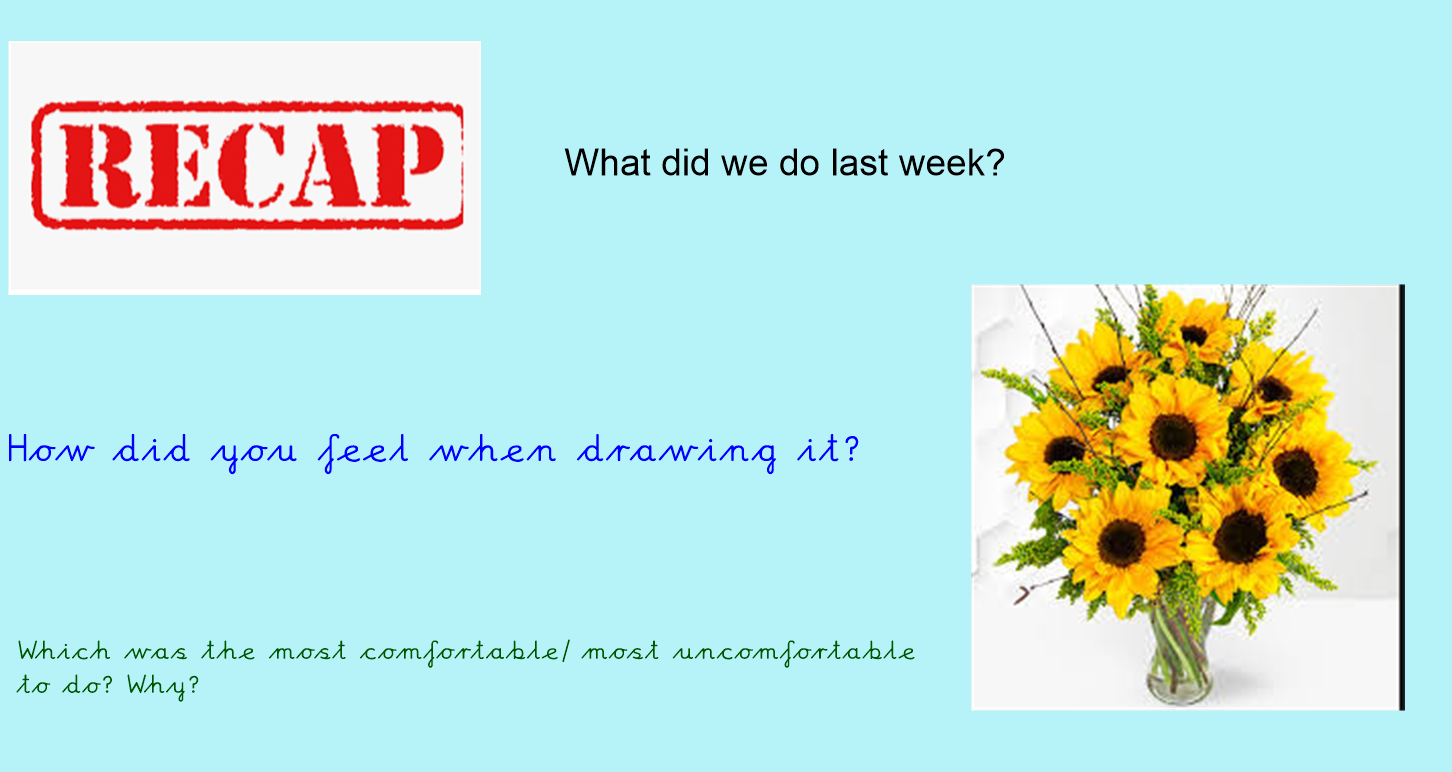 RECAP
What did we do last week?
How did you feel when drawing it?
Which was the most comfortable/ most uncomfortable
to do? Why?